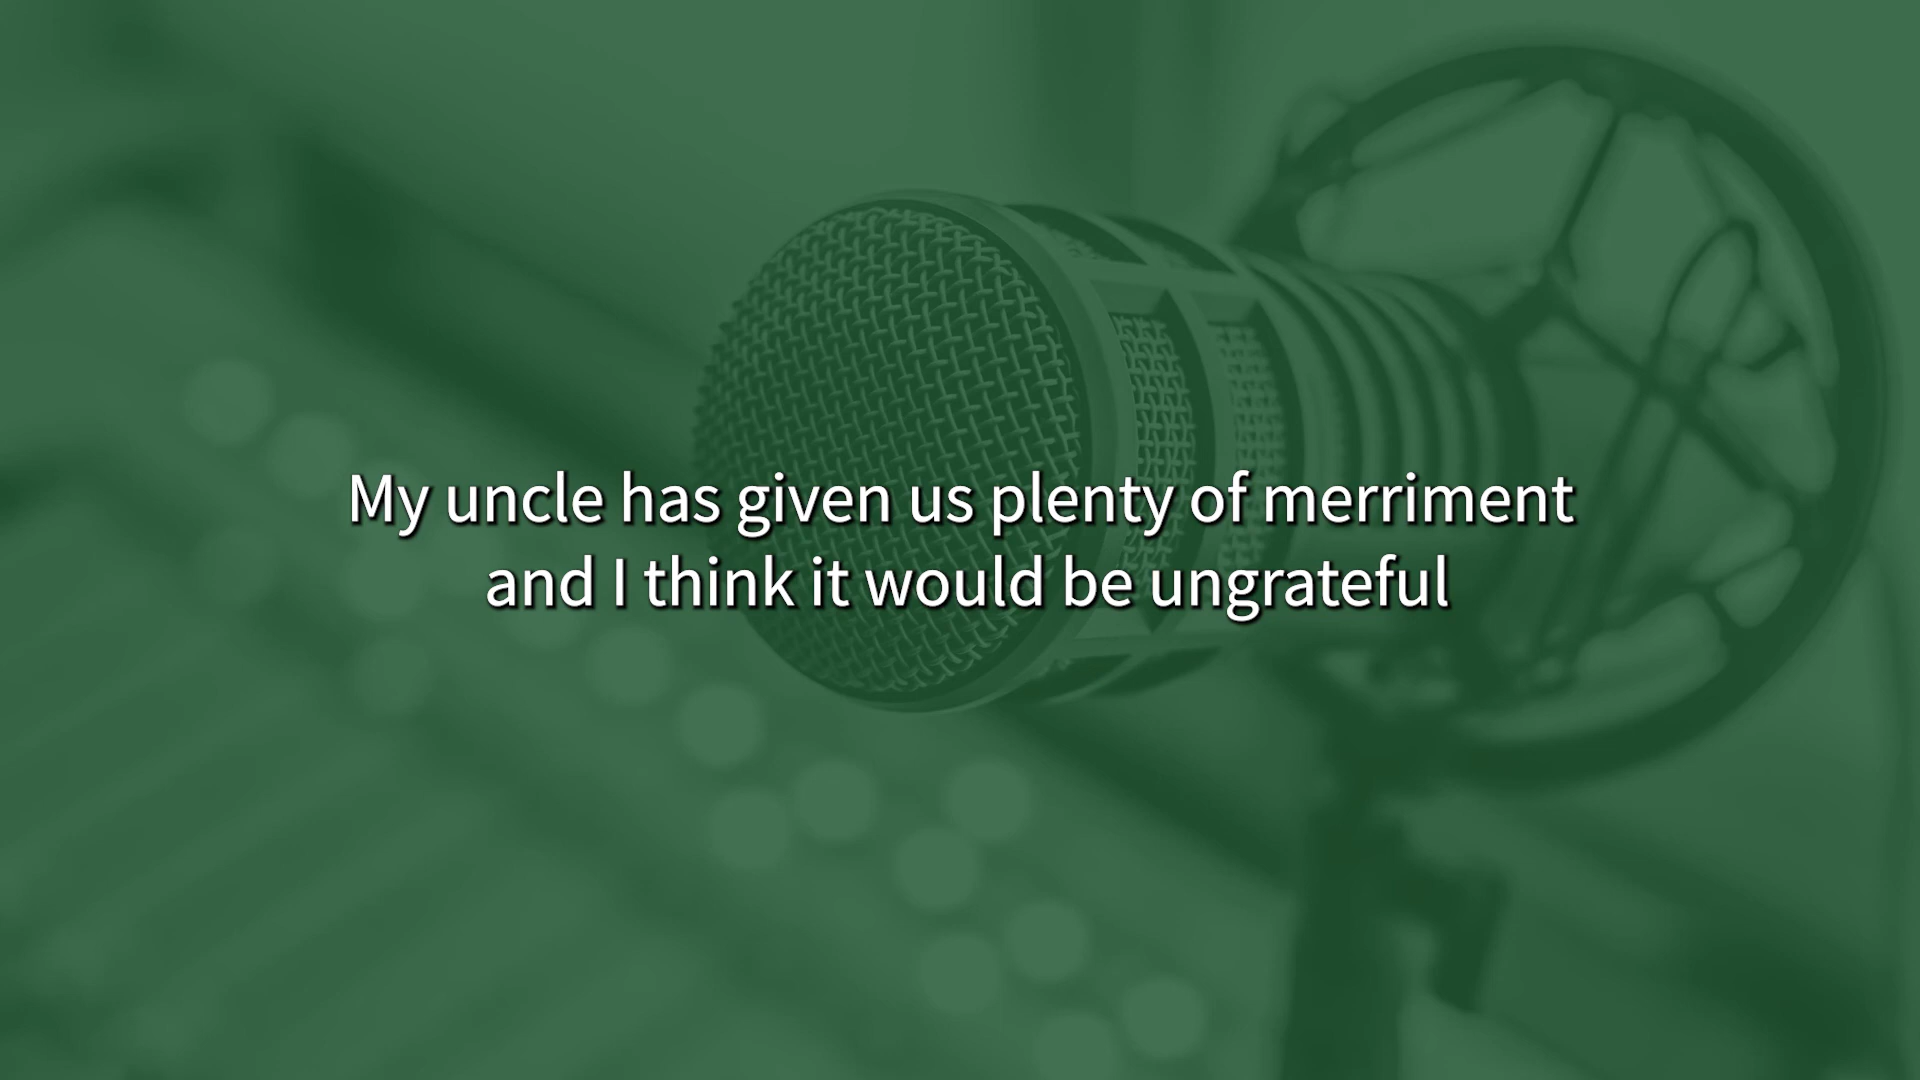 My uncle has given us plenty of merriment
and I think it would be ungrateful